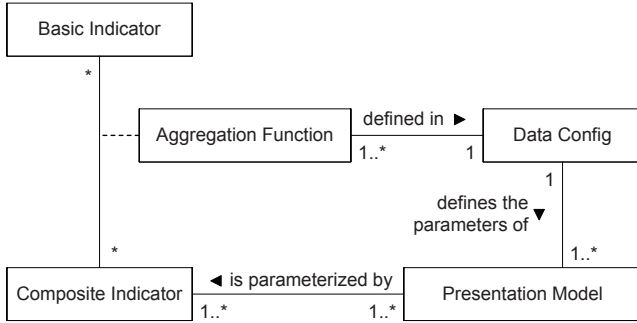 Basic Indicator
*
Aggregation Function
defined in ►
Data Config
1..*
1
1
defines the
parameters of
▼
*
1..*
Composite Indicator
◄ is parameterized by
Presentation Model
1..*
1..*